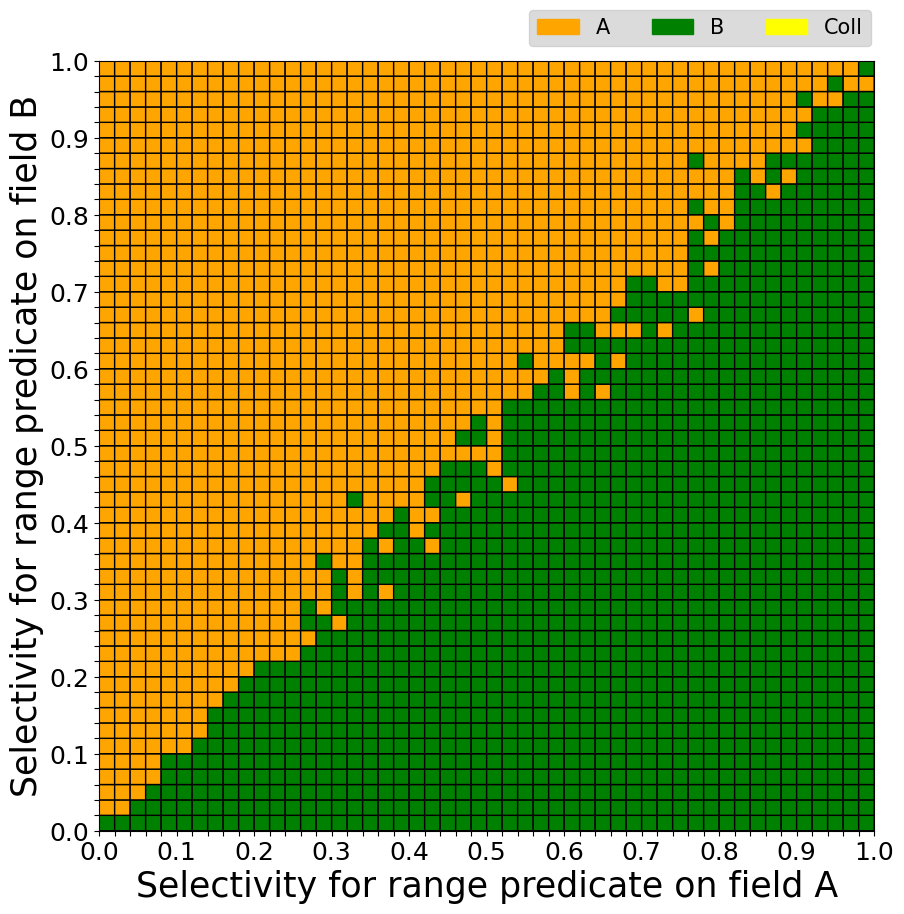 A B Coll
Selectivity for range predicate on field B
1.0
0.9
0.8
0.7
0.6
0.5
0.4
0.3
0.2
0.1
0.0
0.0 0.1 0.2 0.3 0.4 0.5 0.6 0.7 0.8 0.9 1.0
Selectivity for range predicate on field A